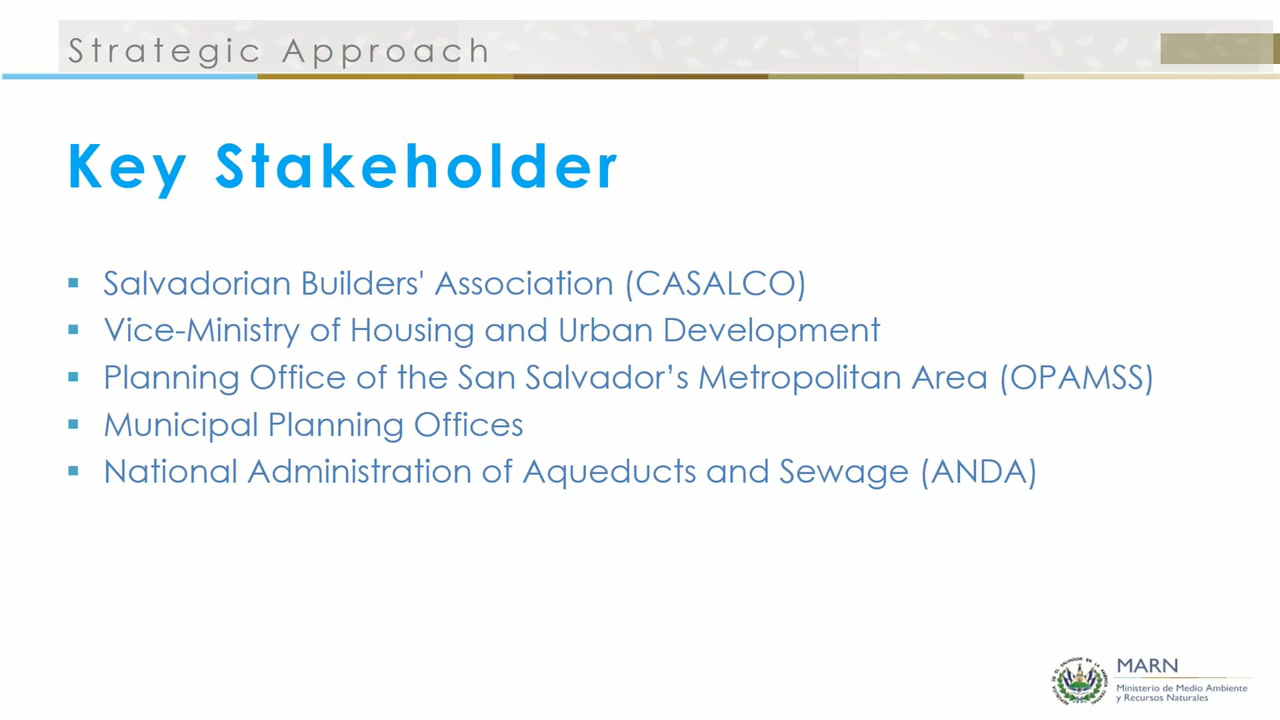 Strategic Approach
Key Stakeholder
Salvadorian Builders' Association (CASALCO)
Vice-Ministry of Housing and Urban Development
Planning Office of the San Salvador’s Metropolitan Area (OPAMSS)
Municipal Planning Offices
National Administration of Aqueducts and Sewage (ANDA)
MARN
Ministerio de Medio Ambiente
y Recursos Naturales